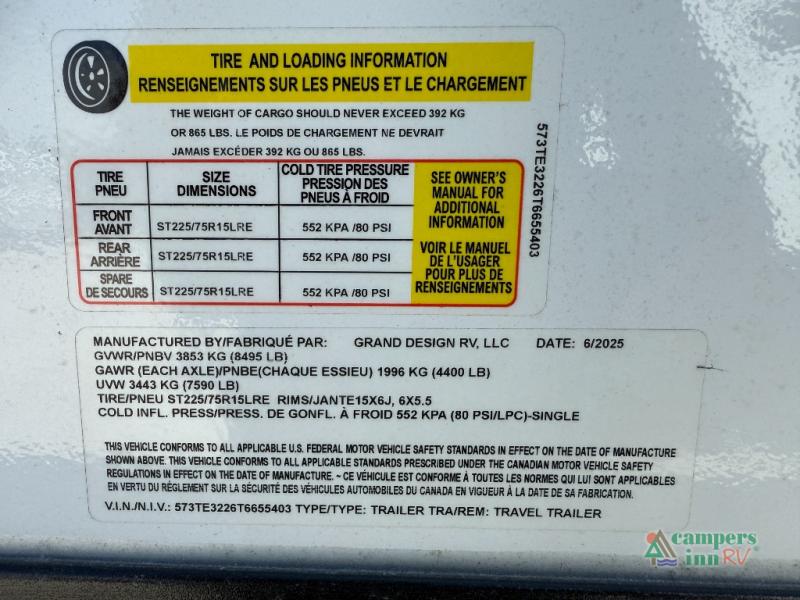 TIRE AND LOADING INFORMATION
RENSEIGNEMENTS SUR LES PNEUS ET LE CHARGEMENT
THE WEIGHT OF CARGO SHOULD NEVER EXCEED 392 KG
OR 865 LBS. LE POIDS DE CHARGEMENT NE DEVRAIT
JAMAIS EXCÉDER 392 KG OU 865 LBS.
TIRE
PNEU
SIZE
DIMENSIONS
COLD TIRE PRESSURE
PRESSION DES
PNEUS À FROID
FRONT
AVANT
ST225/75R15LRE
552 KPA /80 PSI
REAR
ARRIÈRE
ST225/75R15LRE
552 KPA /80 PSI
SPARE
DE SECOURS
ST225/75R15LRE
552 KPA /80 PSI
SEE OWNER'S
MANUAL FOR
ADDITIONAL
INFORMATION
VOIR LE MANUEL
DE L'USAGER
POUR PLUS DE
RENSEIGNEMENTS
573TE3226T6655403
MANUFACTURED BY/FABRIQUÉ PAR: GRAND DESIGN RV, LLC DATE: 6/2025
GVWR/PNBV 3853 KG (8495 LB)
GAWR (EACH AXLE)/PNBE(CHAQUE ESSIEU) 1996 KG (4400 LB)
UVW 3443 KG (7590 LB)
TIRE/PNEU ST225/75R15LRE RIMS/JANTE15X6J, 6X5.5
COLD INFL. PRESS/PRESS. DE GONFL. À FROID 552 KPA (80 PSI/LPC)-SINGLE
THIS VEHICLE CONFORMS TO ALL APPLICABLE U.S. FEDERAL MOTOR VEHICLE SAFETY STANDARDS IN EFFECT ON THE DATE OF MANUFACTURE
SHOWN ABOVE. THIS VEHICLE CONFORMS TO ALL APPLICABLE STANDARDS PRESCRIBED UNDER THE CANADIAN MOTOR VEHICLE SAFETY
REGULATIONS IN EFFECT ON THE DATE OF MANUFACTURE. ~ CE VÉHICULE EST CONFORME À TOUTES LES NORMES QUI LUI SONT APPLICABLES
EN VERTU DU RÉGLEMENT SUR LA SÉCURITÉ DES VÉHICULES AUTOMOBILES DU CANADA EN VIGUEUR À LA DATE DE SA FABRICATION.
V.I.N./N.I.V.: 573TE3226T6655403 TYPE/TYPE: TRAILER TRA/REM: TRAVEL TRAILER
campers
inn RV